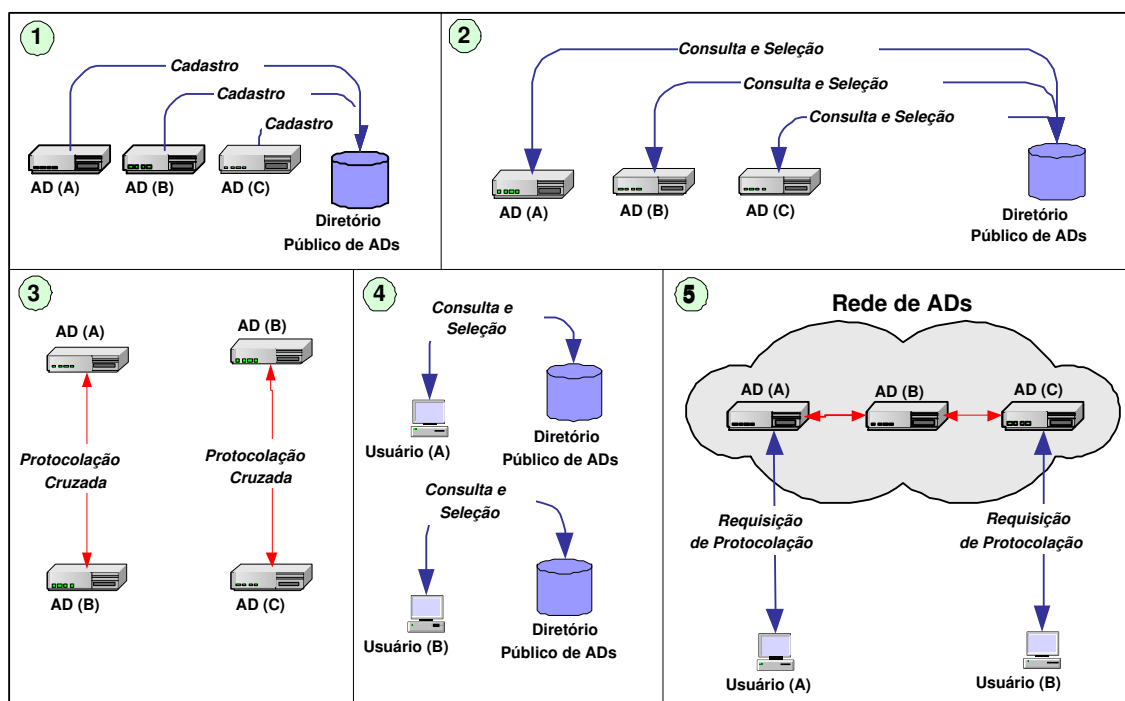 1
Cadastro
Cadastro
Cadastro
AD (A)
AD (B)
AD (C)
Diretório
Público de ADs
2
Consulta e Seleção
Consulta e Seleção
Consulta e Seleção
AD (A)
AD (B)
AD (C)
Diretório
Público de ADs
3
AD (A)
AD (B)
Protocolação
Cruzada
Protocolação
Cruzada
AD (B)
AD (C)
4
Consulta e
Seleção
Usuário (A)
Diretório
Público de ADs
Consulta e
Seleção
Usuário (B)
Diretório
Público de ADs
5
Rede de ADs
AD (A)
AD (B)
AD (C)
Requisição
de Protocolação
Requisição
de Protocolação
Usuário (A)
Usuário (B)